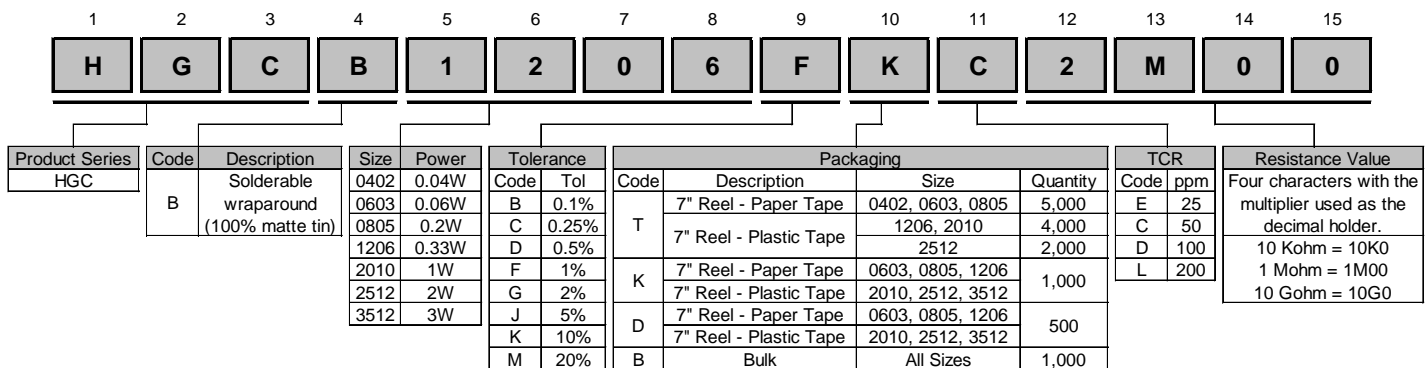 1 2 3 4 5 6 7 8 9 10 11 12 13 14 15
H G C B 1 2 0 6 F K C 2 M 0 0
Product Series
HGC
Code Description
B Solderable wraparound (100% matte tin)
Size Power
0402 0.04W
0603 0.06W
0805 0.2W
1206 0.33W
2010 1W
2512 2W
3512 3W
Tolerance
Code Tol
B 0.1%
C 0.25%
D 0.5%
F 1%
G 2%
J 5%
K 10%
M 20%
Packaging
Code Description Size Quantity
T 7" Reel - Paper Tape 0402, 0603, 0805 5,000
7" Reel - Plastic Tape 1206, 2010 4,000
2512 2,000
K 7" Reel - Paper Tape 0603, 0805, 1206 1,000
7" Reel - Plastic Tape 2010, 2512, 3512
D 7" Reel - Paper Tape 0603, 0805, 1206 500
7" Reel - Plastic Tape 2010, 2512, 3512
B Bulk All Sizes 1,000
TCR
Code ppm
E 25
C 50
D 100
L 200
Resistance Value
Four characters with the
multiplier used as the
decimal holder.
10 Kohm = 10K0
1 Mohm = 1M00
10 Gohm = 10G0